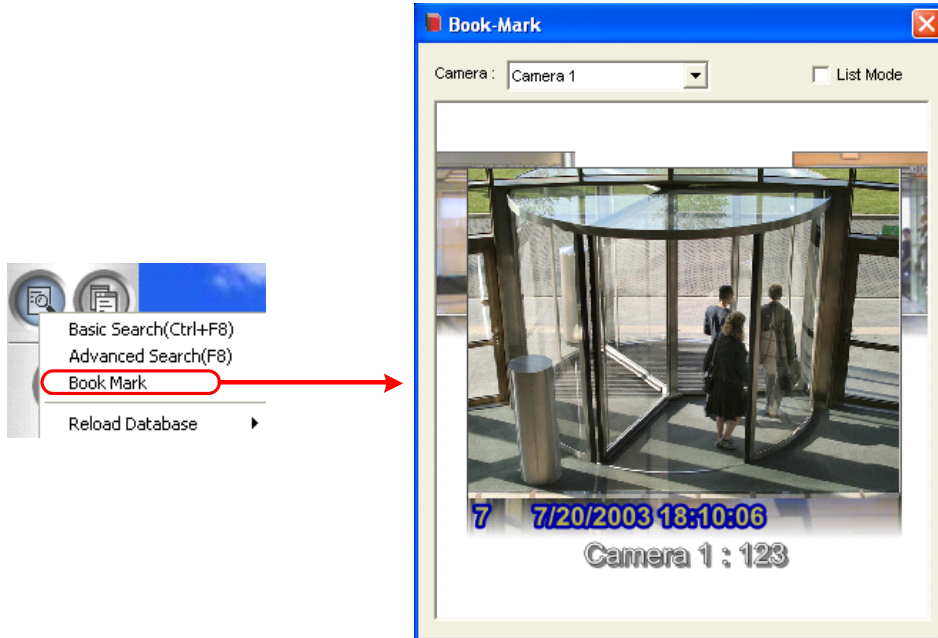 Basic Search(Ctrl+F8)
Advanced Search(F8)
Book Mark
Reload Database
Book-Mark
Camera :
Camera 1
List Mode
7 7/20/2003 18:10:06
Camera 1 : 123